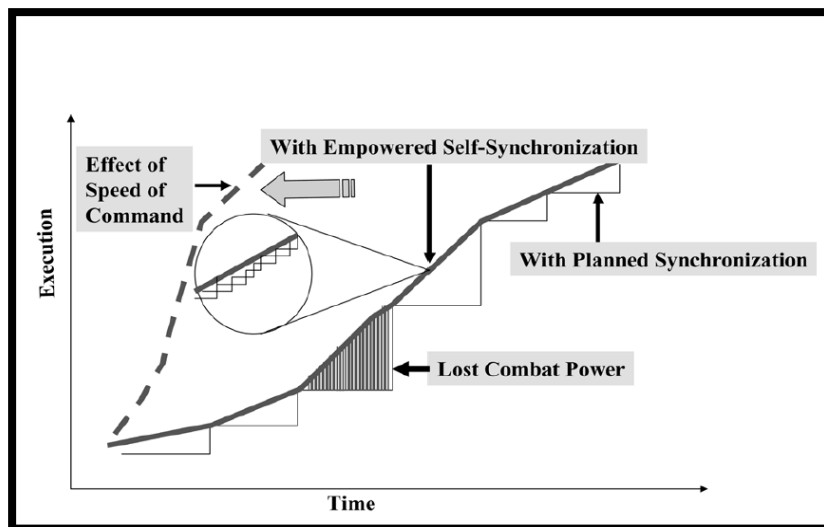 With Empowered Self-Synchronization
Effect of
Speed of
Command
With Planned Synchronization
Execution
Lost Combat Power
Time